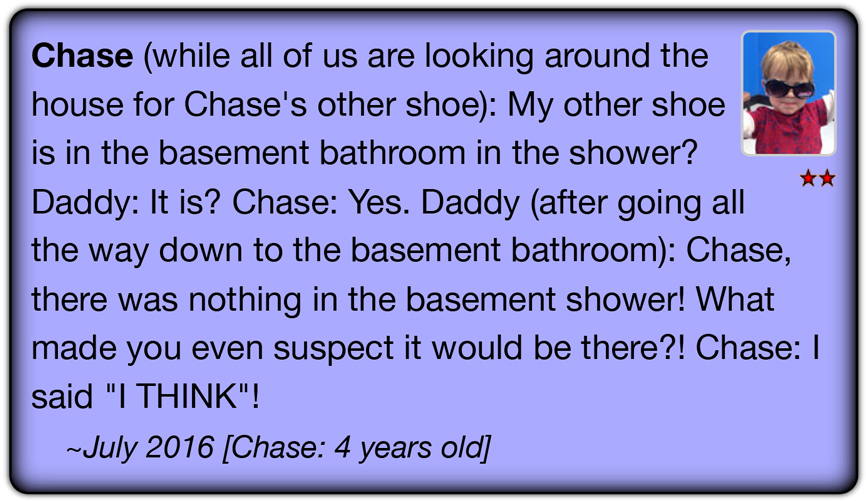 Chase (while all of us are looking around the
house for Chase's other shoe): My other shoe
is in the basement bathroom in the shower?
Daddy: It is? Chase: Yes. Daddy (after going all
the way down to the basement bathroom): Chase,
there was nothing in the basement shower! What
made you even suspect it would be there?! Chase: I
said "I THINK"!
~July 2016 [Chase: 4 years old]